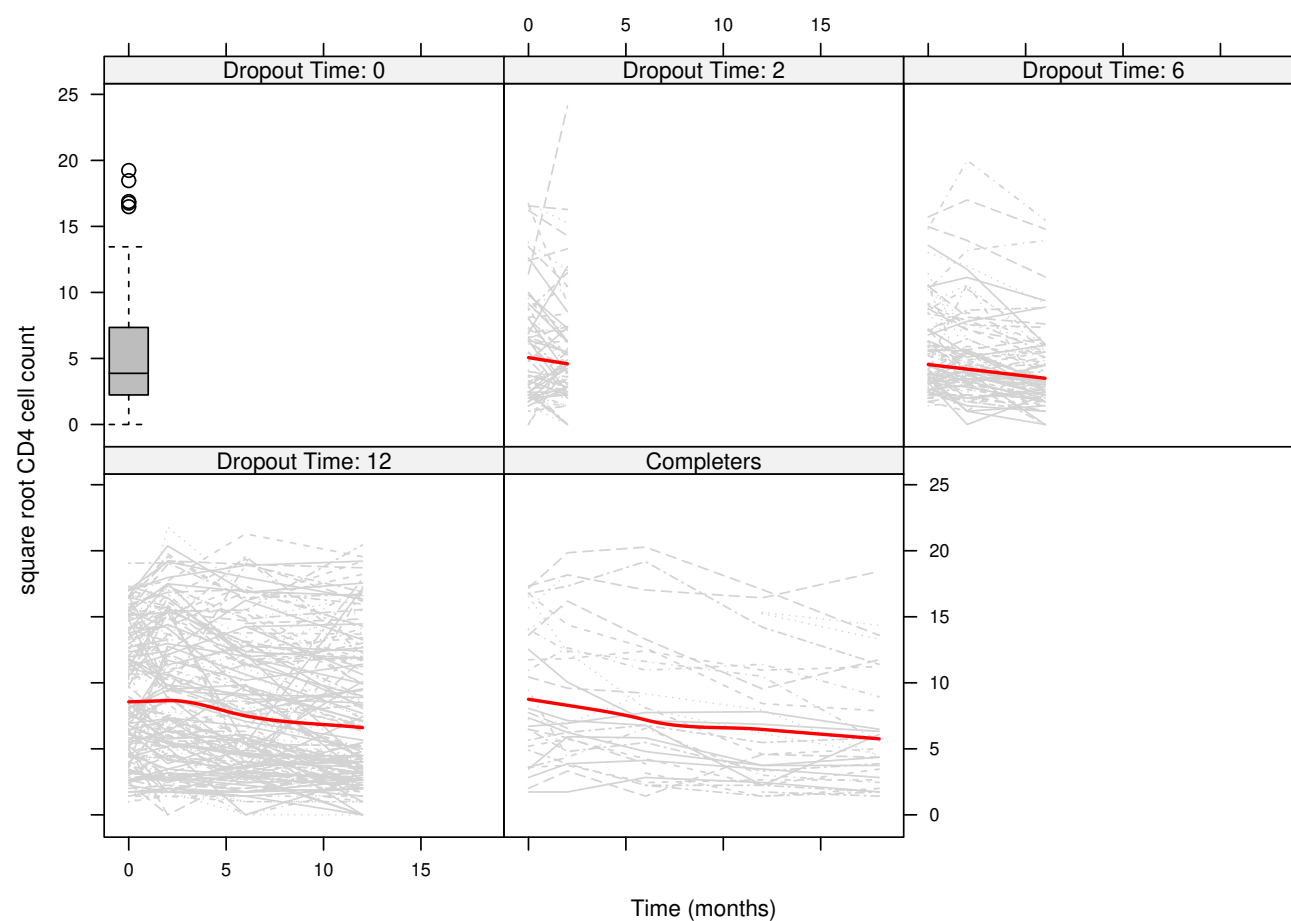 0 5 10 15
Dropout Time: 0 Dropout Time: 2 Dropout Time: 6
25
20
15
10
5
0
Dropout Time: 12 Completers
25
20
15
10
5
0
0 5 10 15
square root CD4 cell count
Time (months)